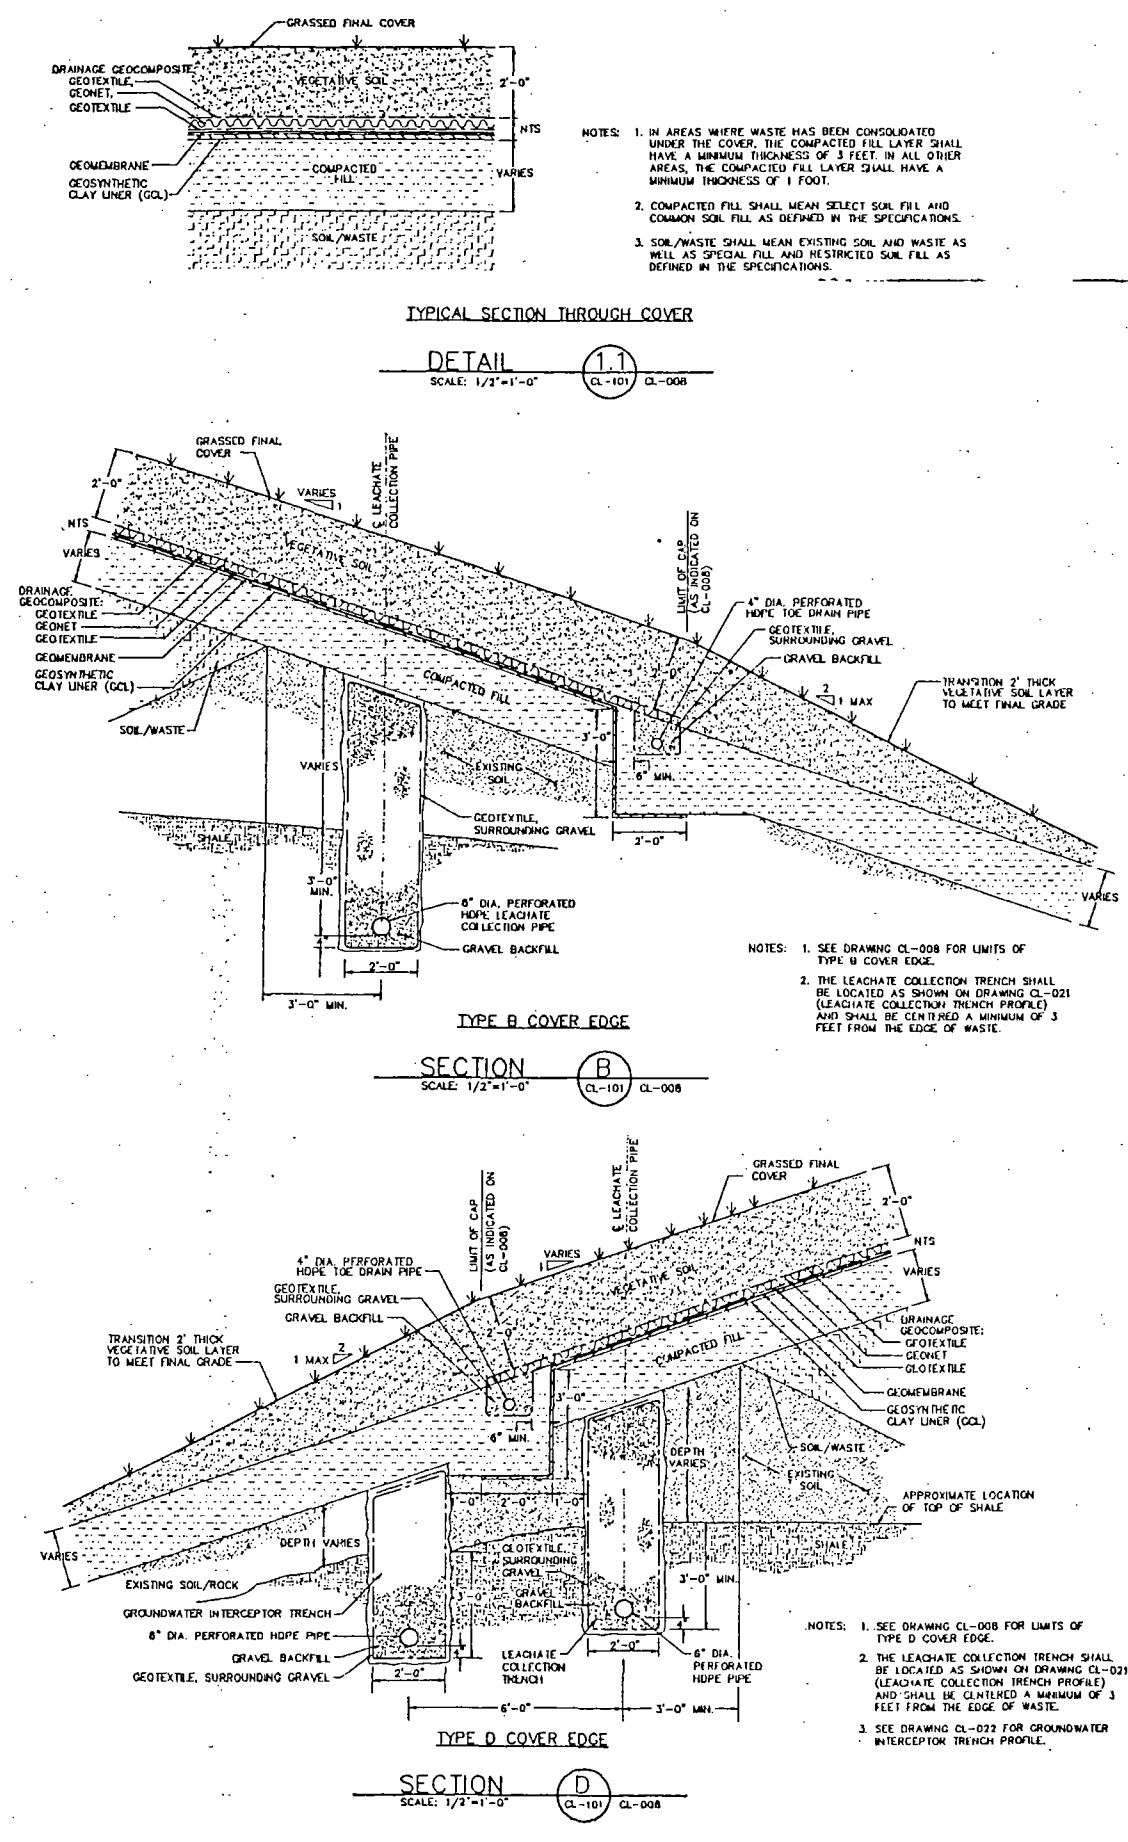 GRASSED FINAL COVER
DRAINAGE GEOCOMPOSITE:
GEOTEXTILE,
GEONET,
GEOTEXTILE
VEGETATIVE SOIL
2'-0"
NTS
GEOMEMBRANE
GEOSYNTHETIC
CLAY LINER (GCL)
COMPACTED
FILL
VARIES
SOIL/WASTE
NOTES: 1. IN AREAS WHERE WASTE HAS BEEN CONSOLIDATED
UNDER THE COVER, THE COMPACTED FILL LAYER SHALL
HAVE A MINIMUM THICKNESS OF 3 FEET. IN ALL OTHER
AREAS, THE COMPACTED FILL LAYER SHALL HAVE A
MINIMUM THICKNESS OF 1 FOOT.
2. COMPACTED FILL SHALL MEAN SELECT SOIL FILL AND
COMMON SOIL FILL AS DEFINED IN THE SPECIFICATIONS.
3. SOIL/WASTE SHALL MEAN EXISTING SOIL AND WASTE AS
WELL AS SPECIAL FILL AND RESTRICTED SOIL FILL AS
DEFINED IN THE SPECIFICATIONS.
TYPICAL SECTION THROUGH COVER
DETAIL 1.1
SCALE: 1/2"=1'-0" CL-101 CL-008
GRASSED FINAL
COVER
2'-0"
VARIES
1
℄ LEACHATE
COLLECTION PIPE
NTS
VARIES
VEGETATIVE SOIL
LIMIT OF CAP
(AS INDICATED ON
CL-008)
DRAINAGE
GEOCOMPOSITE:
GEOTEXTILE
GEONET
GEOTEXTILE
GEOMEMBRANE
GEOSYNTHETIC
CLAY LINER (GCL)
4" DIA. PERFORATED
HDPE TOE DRAIN PIPE
GEOTEXTILE,
SURROUNDING GRAVEL
GRAVEL BACKFILL
2'-0"
COMPACTED FILL
2
1 MAX
TRANSITION 2' THICK
VEGETATIVE SOIL LAYER
TO MEET FINAL GRADE
SOIL/WASTE
3'-0"
VARIES
EXISTING
SOIL
6" MIN.
GEOTEXTILE,
SURROUNDING GRAVEL
2'-0"
SHALE
3'-0"
MIN.
VARIES
6" DIA. PERFORATED
HDPE LEACHATE
COLLECTION PIPE
GRAVEL BACKFILL
2'-0"
3'-0" MIN.
NOTES: 1. SEE DRAWING CL-008 FOR LIMITS OF
TYPE B COVER EDGE.
2. THE LEACHATE COLLECTION TRENCH SHALL
BE LOCATED AS SHOWN ON DRAWING CL-021
(LEACHATE COLLECTION TRENCH PROFILE)
AND SHALL BE CENTERED A MINIMUM OF 3
FEET FROM THE EDGE OF WASTE.
TYPE B COVER EDGE
SECTION B
SCALE: 1/2"=1'-0" CL-101 CL-008
LIMIT OF CAP
(AS INDICATED ON
CL-008)
℄ LEACHATE
COLLECTION PIPE
GRASSED FINAL
COVER
2'-0"
NTS
VARIES
VARIES
1
4" DIA. PERFORATED
HDPE TOE DRAIN PIPE
GEOTEXTILE,
SURROUNDING GRAVEL
GRAVEL BACKFILL
VEGETATIVE SOIL
TRANSITION 2' THICK
VEGETATIVE SOIL LAYER
TO MEET FINAL GRADE
2
1 MAX
2'-0"
COMPACTED FILL
DRAINAGE
GEOCOMPOSITE:
GEOTEXTILE
GEONET
GEOTEXTILE
GEOMEMBRANE
GEOSYNTHETIC
CLAY LINER (GCL)
3'-0"
6" MIN.
DEPTH
VARIES
SOIL/WASTE
EXISTING
SOIL
APPROXIMATE LOCATION
OF TOP OF SHALE
1'-0" 2'-0" 1'-0"
VARIES
DEPTH VARIES
GEOTEXTILE,
SURROUNDING
GRAVEL
SHALE
EXISTING SOIL/ROCK
3'-0"
GRAVEL
BACKFILL
3'-0" MIN.
GROUNDWATER INTERCEPTOR TRENCH
6" DIA. PERFORATED HDPE PIPE
GRAVEL BACKFILL
GEOTEXTILE, SURROUNDING GRAVEL
4"
4"
2'-0"
2'-0"
LEACHATE
COLLECTION
TRENCH
6" DIA.
PERFORATED
HDPE PIPE
6'-0"
3'-0" MIN.
NOTES: 1. SEE DRAWING CL-008 FOR LIMITS OF
TYPE D COVER EDGE.
2. THE LEACHATE COLLECTION TRENCH SHALL
BE LOCATED AS SHOWN ON DRAWING CL-021
(LEACHATE COLLECTION TRENCH PROFILE)
AND SHALL BE CENTERED A MINIMUM OF 3
FEET FROM THE EDGE OF WASTE.
3. SEE DRAWING CL-022 FOR GROUNDWATER
INTERCEPTOR TRENCH PROFILE.
TYPE D COVER EDGE
SECTION D
SCALE: 1/2"=1'-0" CL-101 CL-008